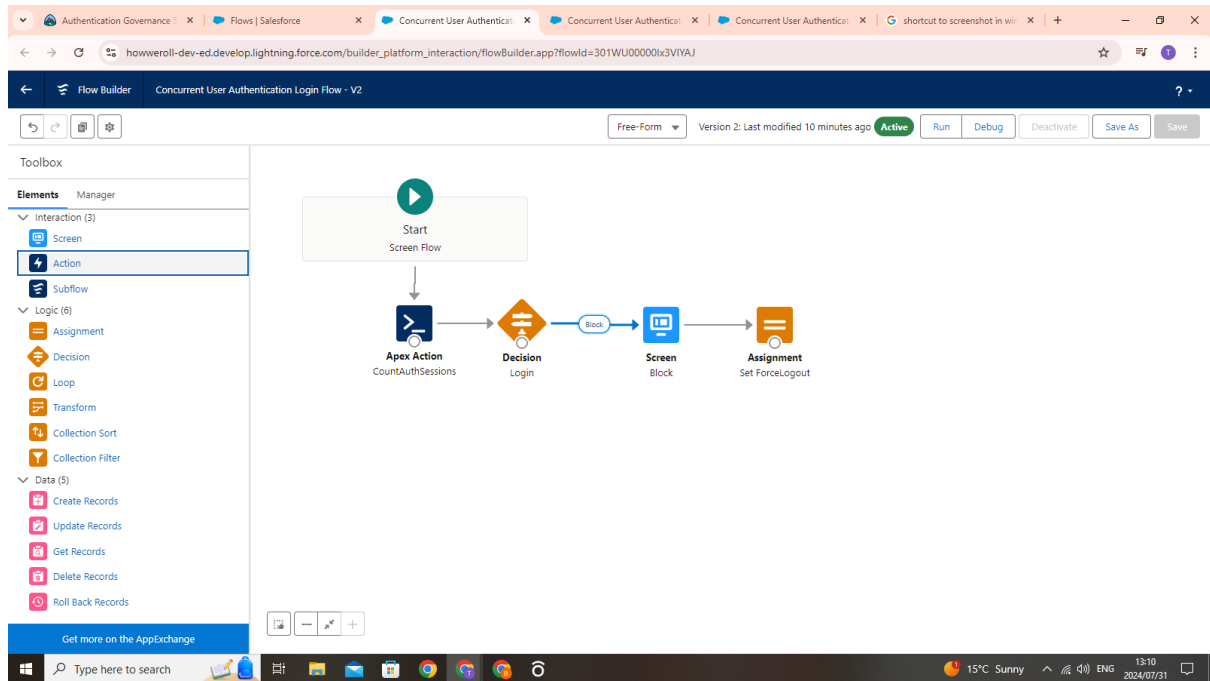 Authentication Governance S
Flows | Salesforce
Concurrent User Authenticati
Concurrent User Authenticati
Concurrent User Authenticati
shortcut to screenshot in win
howweroll-dev-ed.develop.lightning.force.com/builder_platform_interaction/flowBuilder.app?flowId=301WU00000Ix3VIYAJ
T
Flow Builder
Concurrent User Authentication Login Flow - V2
?
Free-Form
Version 2: Last modified 10 minutes ago
Active
Run
Debug
Deactivate
Save As
Save
Toolbox
Elements
Manager
Interaction (3)
Screen
Action
Subflow
Logic (6)
Assignment
Decision
Loop
Transform
Collection Sort
Collection Filter
Data (5)
Create Records
Update Records
Get Records
Delete Records
Roll Back Records
Get more on the AppExchange
Start
Screen Flow
Apex Action
CountAuthSessions
Decision
Login
Block
Screen
Block
Assignment
Set ForceLogout
Type here to search
15°C Sunny
ENG
13:10
2024/07/31